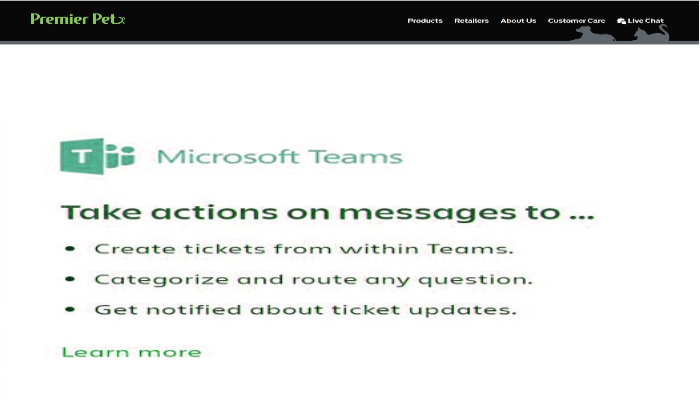 Premier Pet
Products Retailers About Us Customer Care Live Chat
Microsoft Teams
Take actions on messages to ...
• Create tickets from within Teams.
• Categorize and route any question.
• Get notified about ticket updates.
Learn more